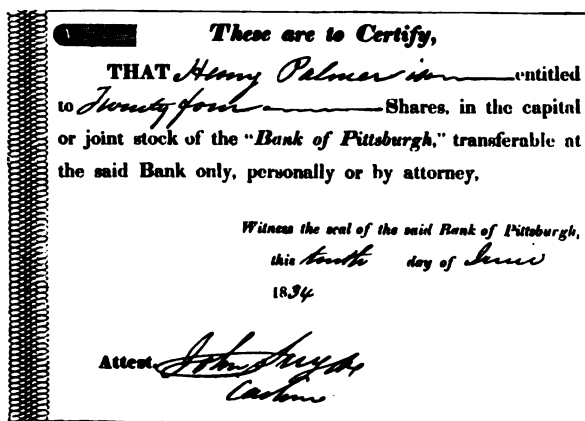 These are to Certify,
THAT Henry Palmer is entitled
to Twenty four Shares, in the capital
or joint stock of the "Bank of Pittsburgh," transferable at
the said Bank only, personally or by attorney,
Witness the seal of the said Bank of Pittsburgh,
this tenth day of June
1834
Attest,
John Snyder
Cashier